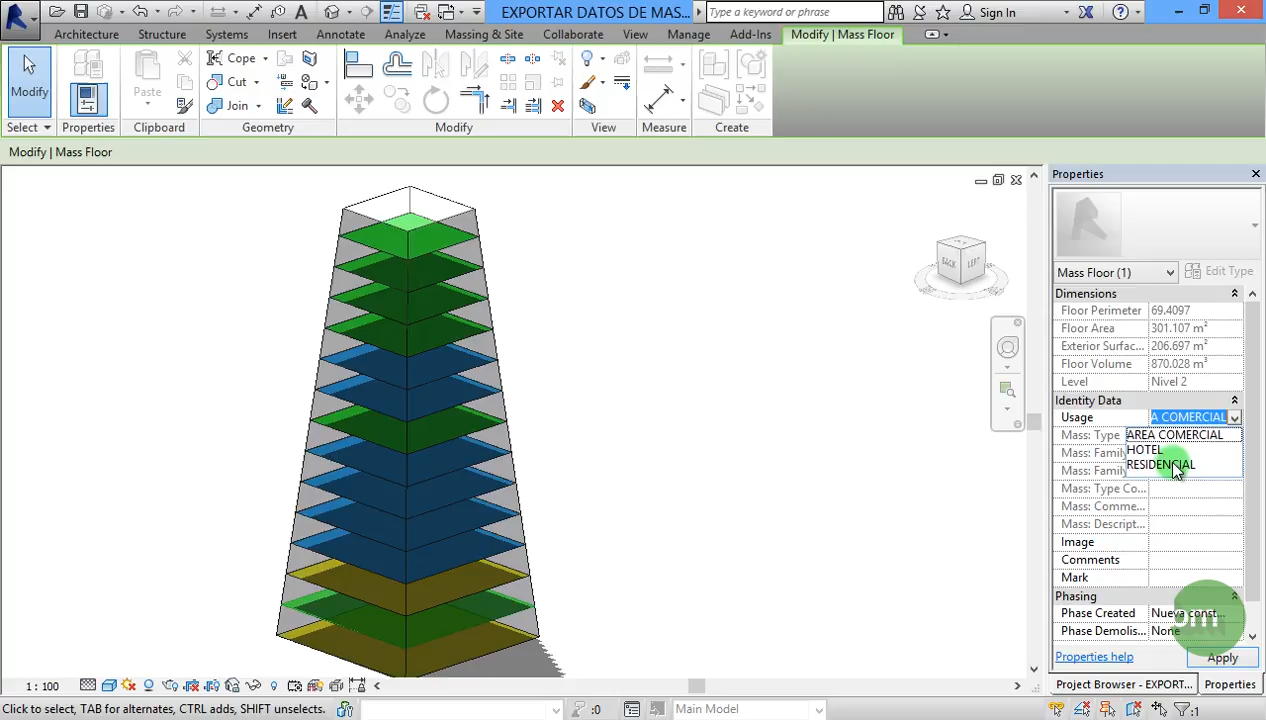 EXPORTAR DATOS DE MAS...
Type a keyword or phrase
Sign In
Architecture
Structure
Systems
Insert
Annotate
Analyze
Massing & Site
Collaborate
View
Manage
Add-Ins
Modify | Mass Floor
Modify
Paste
Cope
Cut
Join
Select
Properties
Clipboard
Geometry
Modify
View
Measure
Create
Modify | Mass Floor
BACK
LEFT
Properties
Mass Floor (1)
Edit Type
Dimensions
Floor Perimeter 69.4097
Floor Area 301.107 m²
Exterior Surfac... 206.697 m²
Floor Volume 870.028 m³
Level Nivel 2
Identity Data
Usage A COMERCIAL
Mass: Type AREA COMERCIAL
Mass: Family HOTEL
Mass: Family RESIDENCIAL
Mass: Type Co...
Mass: Comme...
Mass: Descript...
Image
Comments
Mark
Phasing
Phase Created Nueva const...
Phase Demolis... None
om
Properties help
Apply
1 : 100
Project Browser - EXPORT...
Properties
Click to select, TAB for alternates, CTRL adds, SHIFT unselects.
:0
Main Model
:1